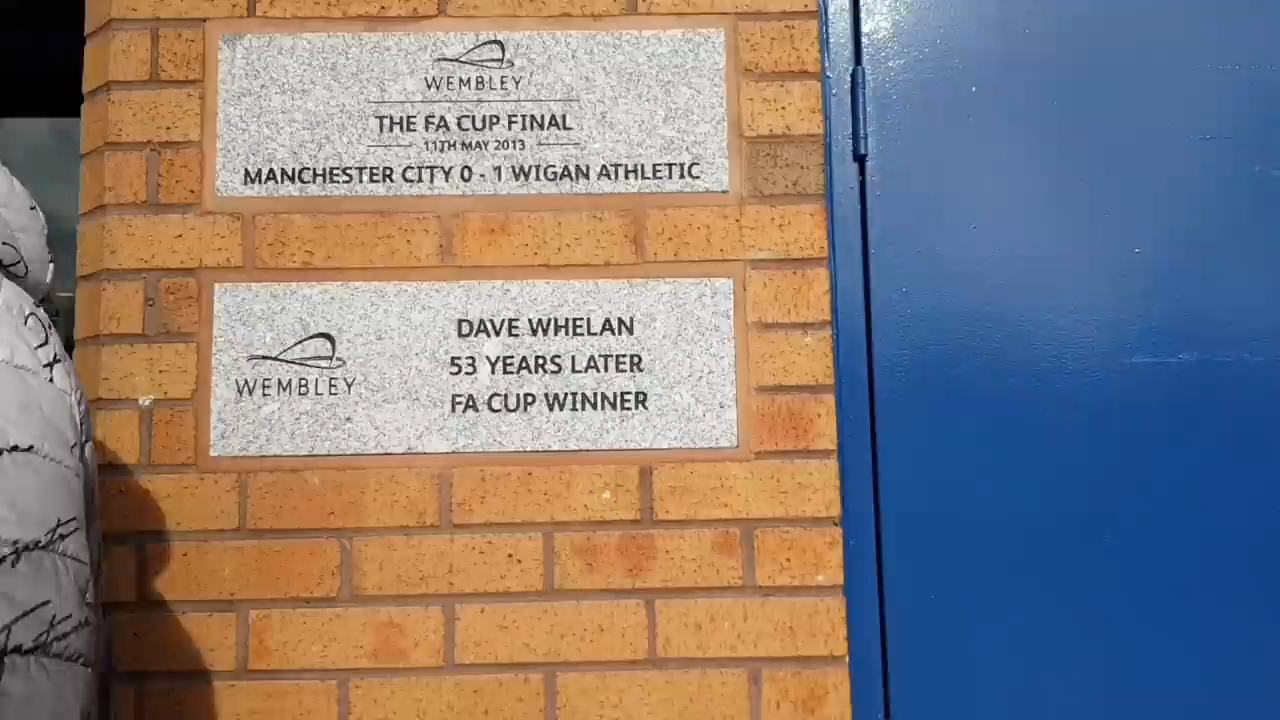 WEMBLEY
THE FA CUP FINAL
11TH MAY 2013
MANCHESTER CITY 0 - 1 WIGAN ATHLETIC
WEMBLEY
DAVE WHELAN
53 YEARS LATER
FA CUP WINNER